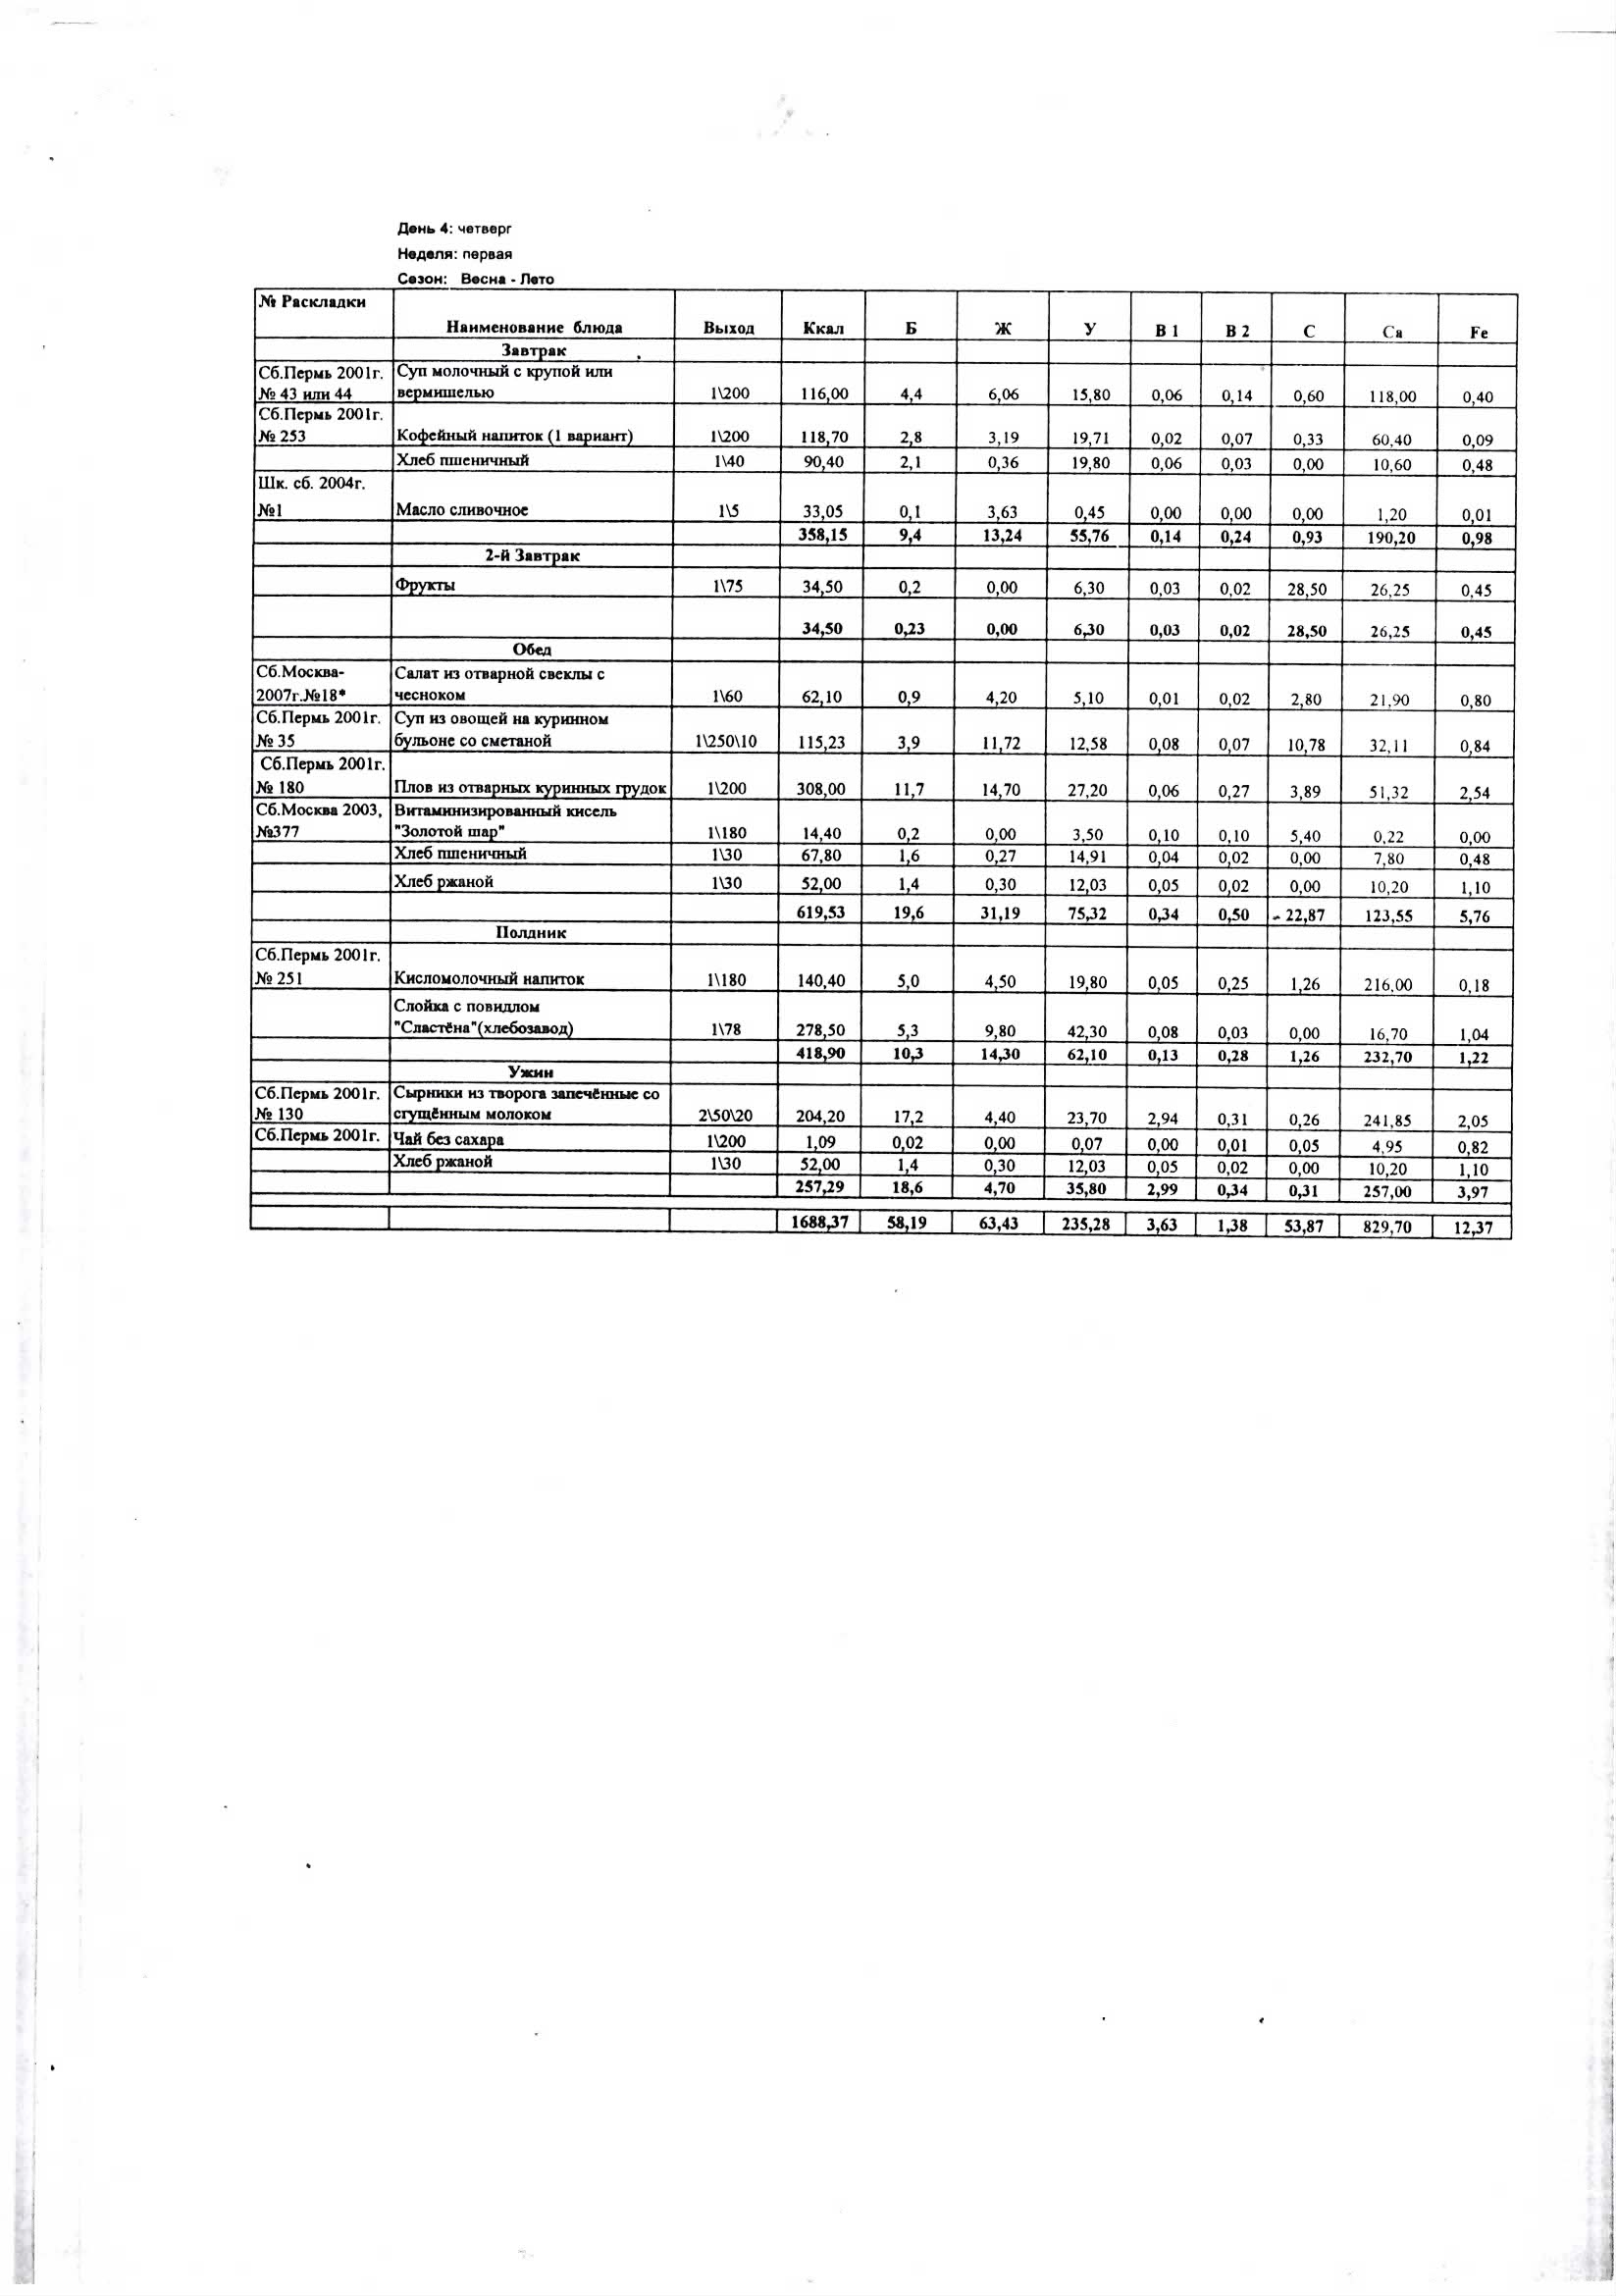 День 4: четверг
Неделя: первая
Сезон: Весна - Лето
№ Раскладки
Наименование блюда Выход Ккал Б Ж У В 1 В 2 С Са Fe
Завтрак
Сб.Пермь 2001г. Суп молочный с крупой или
№ 43 или 44 вермишелью 1\200 116,00 4,4 6,06 15,80 0,06 0,14 0,60 118,00 0,40
Сб.Пермь 2001г.
№ 253 Кофейный напиток (1 вариант) 1\200 118,70 2,8 3,19 19,71 0,02 0,07 0,33 60,40 0,09
Хлеб пшеничный 1\40 90,40 2,1 0,36 19,80 0,06 0,03 0,00 10,60 0,48
Шк. сб. 2004г.
№1 Масло сливочное 1\5 33,05 0,1 3,63 0,45 0,00 0,00 0,00 1,20 0,01
358,15 9,4 13,24 55,76 0,14 0,24 0,93 190,20 0,98
2-й Завтрак
Фрукты 1\75 34,50 0,2 0,00 6,30 0,03 0,02 28,50 26,25 0,45
34,50 0,23 0,00 6,30 0,03 0,02 28,50 26,25 0,45
Обед
Сб.Москва- Салат из отварной свеклы с
2007г.№18* чесноком 1\60 62,10 0,9 4,20 5,10 0,01 0,02 2,80 21,90 0,80
Сб.Пермь 2001г. Суп из овощей на куринном
№ 35 бульоне со сметаной 1\250\10 115,23 3,9 11,72 12,58 0,08 0,07 10,78 32,11 0,84
Сб.Пермь 2001г.
№ 180 Плов из отварных куринных грудок 1\200 308,00 11,7 14,70 27,20 0,06 0,27 3,89 51,32 2,54
Сб.Москва 2003, Витаминизированный кисель
№377 "Золотой шар" 1\180 14,40 0,2 0,00 3,50 0,10 0,10 5,40 0,22 0,00
Хлеб пшеничный 1\30 67,80 1,6 0,27 14,91 0,04 0,02 0,00 7,80 0,48
Хлеб ржаной 1\30 52,00 1,4 0,30 12,03 0,05 0,02 0,00 10,20 1,10
619,53 19,6 31,19 75,32 0,34 0,50 22,87 123,55 5,76
Полдник
Сб.Пермь 2001г.
№ 251 Кисломолочный напиток 1\180 140,40 5,0 4,50 19,80 0,05 0,25 1,26 216,00 0,18
Слойка с повидлом
"Сластёна"(хлебозавод) 1\78 278,50 5,3 9,80 42,30 0,08 0,03 0,00 16,70 1,04
418,90 10,3 14,30 62,10 0,13 0,28 1,26 232,70 1,22
Ужин
Сб.Пермь 2001г. Сырники из творога запечённые со
№ 130 сгущённым молоком 2\50\20 204,20 17,2 4,40 23,70 2,94 0,31 0,26 241,85 2,05
Сб.Пермь 2001г. Чай без сахара 1\200 1,09 0,02 0,00 0,07 0,00 0,01 0,05 4,95 0,82
Хлеб ржаной 1\30 52,00 1,4 0,30 12,03 0,05 0,02 0,00 10,20 1,10
257,29 18,6 4,70 35,80 2,99 0,34 0,31 257,00 3,97
1688,37 58,19 63,43 235,28 3,63 1,38 53,87 829,70 12,37